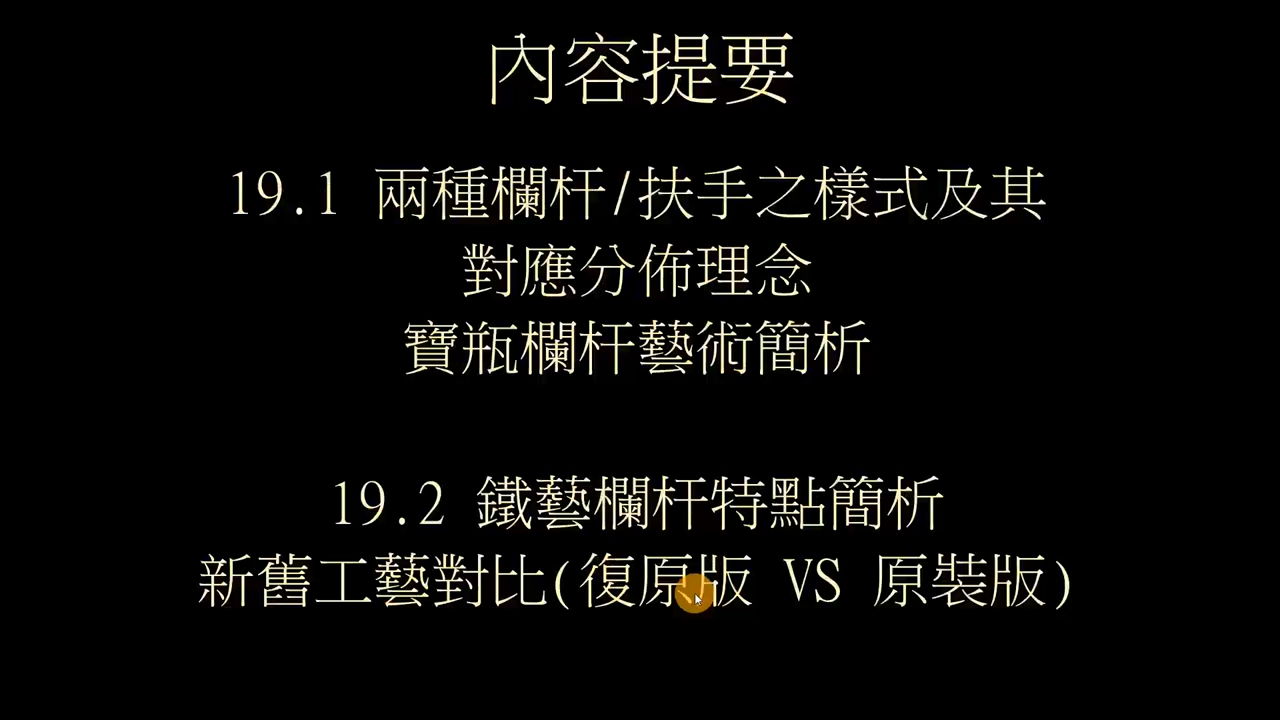 內容提要
19.1 兩種欄杆/扶手之樣式及其
對應分佈理念
寶瓶欄杆藝術簡析
19.2 鐵藝欄杆特點簡析
新舊工藝對比(復原版 VS 原裝版)